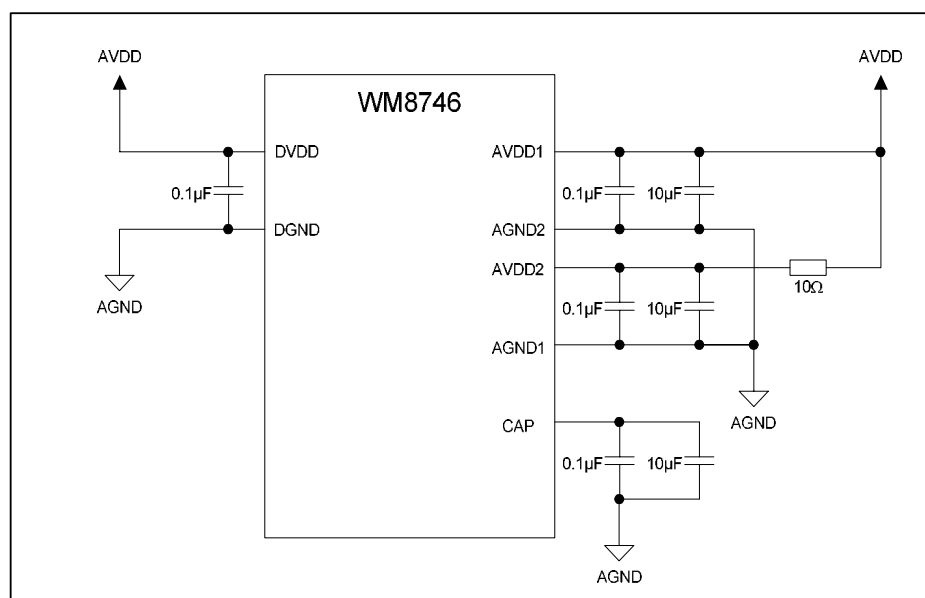 AVDD
AVDD
WM8746
DVDD
AVDD1
0.1µF
0.1µF
10µF
DGND
AGND2
AVDD2
10Ω
AGND
0.1µF
10µF
AGND1
AGND
CAP
0.1µF
10µF
AGND